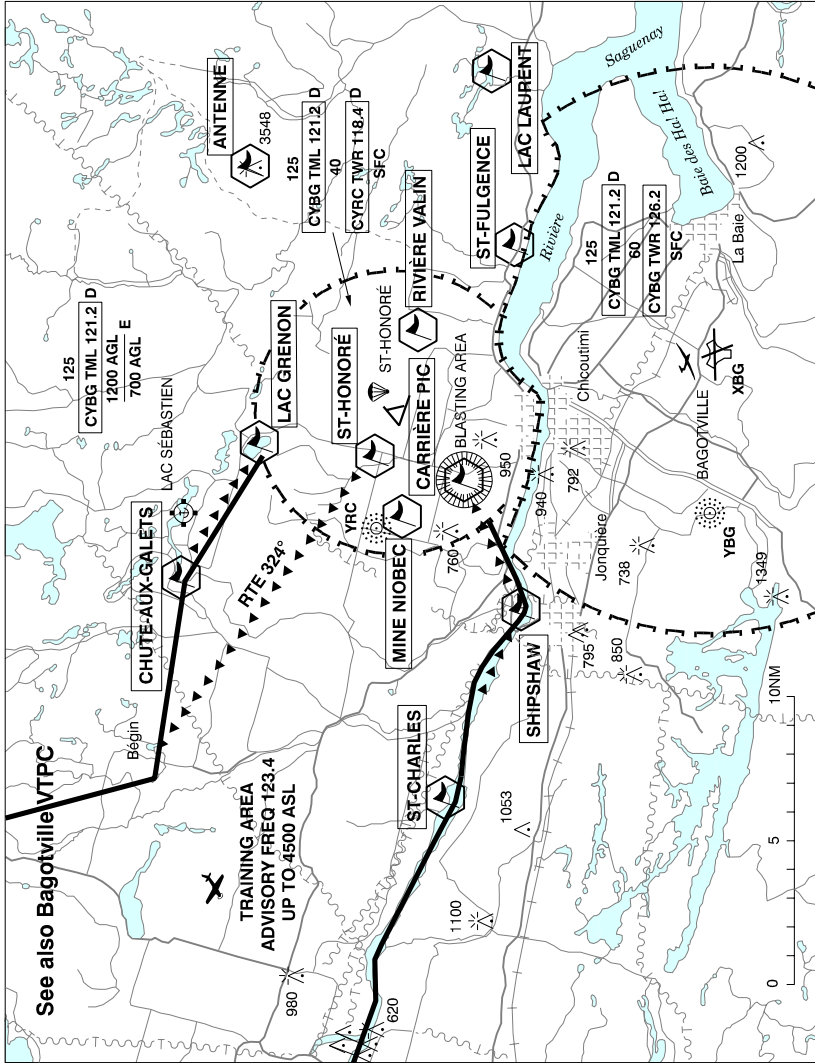 See also Bagotville VTPC
Bégin
TRAINING AREA
ADVISORY FREQ 123.4
UP TO 4500 ASL
980
620
1100
1053
ST-CHARLES
SHIPSHAW
CHUTE-AUX-GALETS
LAC SÉBASTIEN
125
CYBG TML 121.2 D
1200 AGL
700 AGL
E
LAC GRENON
RTE 324°
YRC
MINE NIOBEC
760
ST-HONORÉ
ST-HONORÉ
CARRIÈRE PIC
BLASTING AREA
950
RIVIÈRE VALIN
ANTENNE
3548
125
CYBG TML 121.2 D
40
CYRC TWR 118.4 D
SFC
ST-FULGENCE
LAC LAURENT
Rivière
Saguenay
Baie des Ha! Ha!
125
CYBG TML 121.2 D
60
CYBG TWR 126.2
SFC
La Baie
1200
Chicoutimi
940
792
Jonquière
738
795
850
1349
BAGOTVILLE
XBG
YBG
0
5
10NM